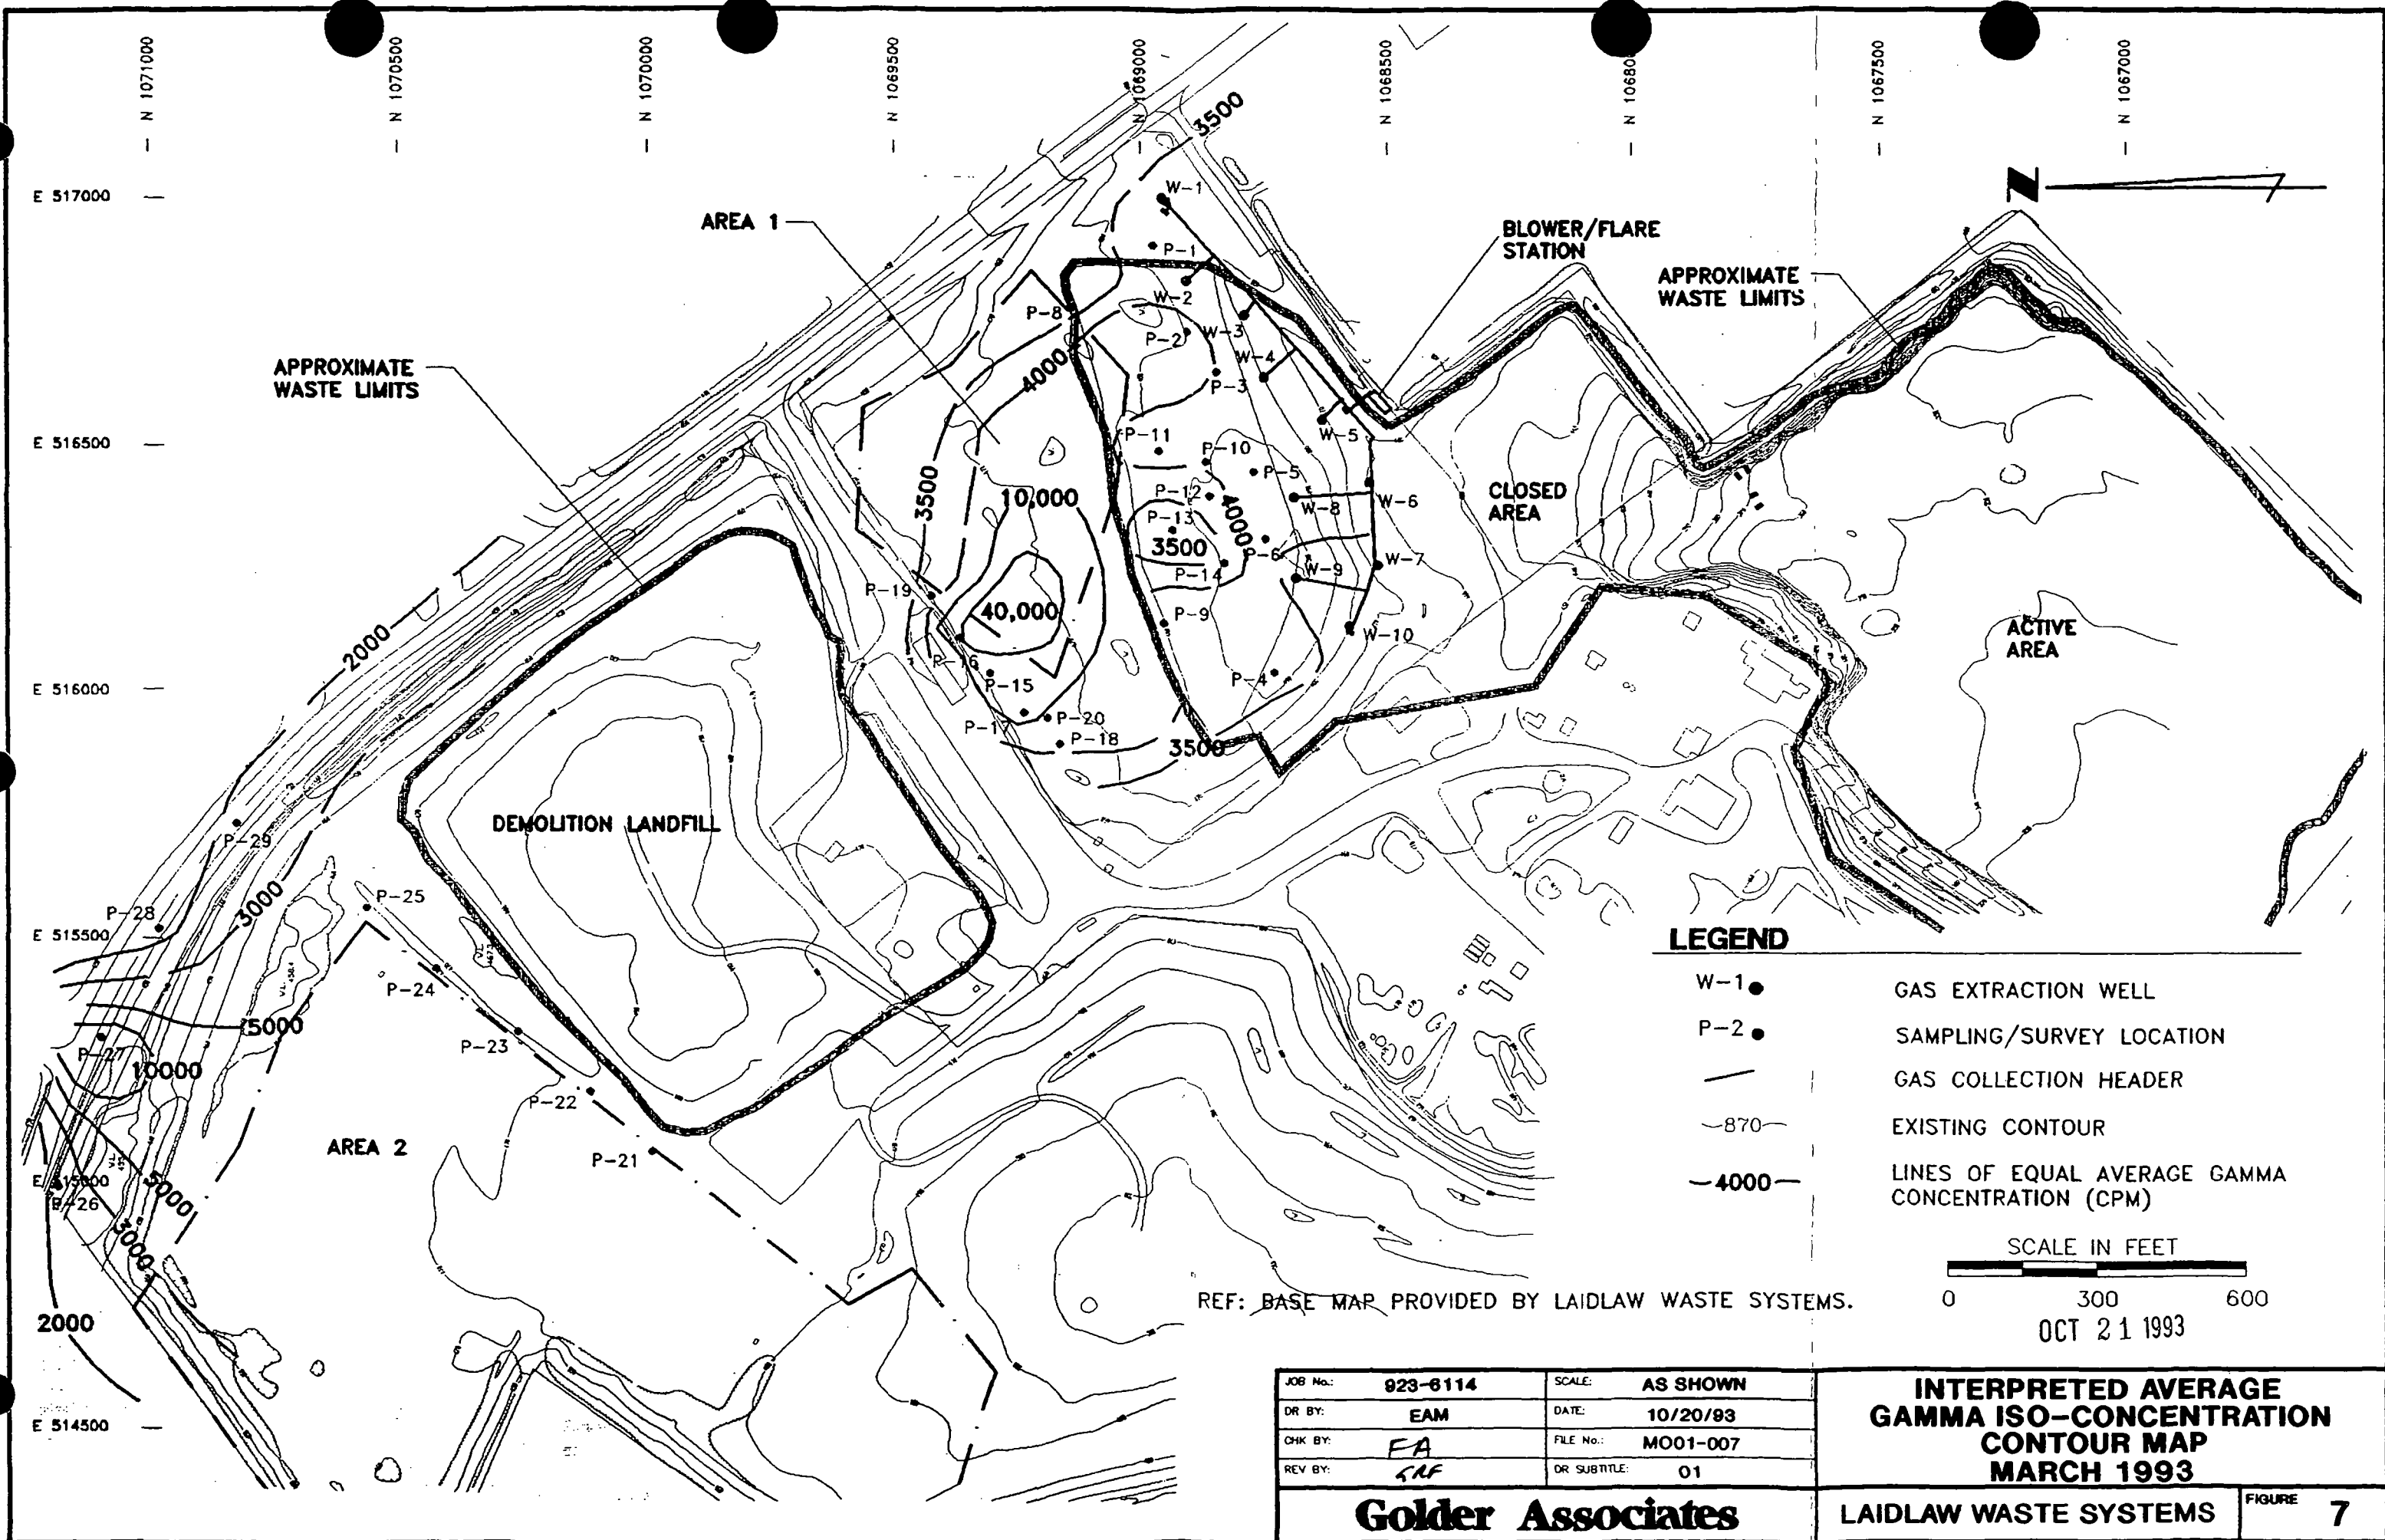 N 1071000
N 1070500
N 1070000
N 1069500
N 1069000
N 1068500
N 1067500
N 1067000
E 517000
E 516500
E 516000
E 515500
E 514500
N
3500
W-1
P-1
AREA 1
BLOWER/FLARE
STATION
APPROXIMATE
WASTE LIMITS
W-2
P-8
W-3
P-2
W-4
4000
P-3
APPROXIMATE
WASTE LIMITS
P-11
W-5
P-10
P-5
3500
10,000
P-12
W-8
W-6
CLOSED
AREA
P-13
4000
3500
P-6
W-7
P-14
W-9
P-19
40,000
P-9
W-10
ACTIVE
AREA
2000
P-16
P-15
P-4
P-17
P-20
P-18
3500
DEMOLITION LANDFILL
P-29
3000
P-25
P-28
P-24
5000
P-23
P-27
10000
P-22
AREA 2
P-21
5000
P-26
3000
2000
LEGEND
W-1
GAS EXTRACTION WELL
P-2
SAMPLING/SURVEY LOCATION
GAS COLLECTION HEADER
870
EXISTING CONTOUR
4000
LINES OF EQUAL AVERAGE GAMMA
CONCENTRATION (CPM)
SCALE IN FEET
0 300 600
OCT 21 1993
REF: BASE MAP PROVIDED BY LAIDLAW WASTE SYSTEMS.
JOB No.: 923-6114 SCALE: AS SHOWN
DR BY: EAM DATE: 10/20/93
CHK BY: FA FILE No.: MO01-007
REV BY: DR SUBTITLE: 01
INTERPRETED AVERAGE
GAMMA ISO-CONCENTRATION
CONTOUR MAP
MARCH 1993
Golder Associates
LAIDLAW WASTE SYSTEMS
FIGURE 7